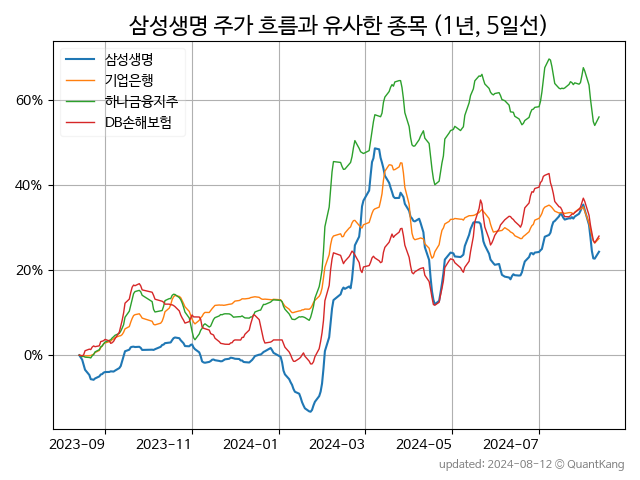 삼성생명 주가 흐름과 유사한 종목 (1년, 5일선)
삼성생명
기업은행
하나금융지주
DB손해보험
60%
40%
20%
0%
2023-09 2023-11 2024-01 2024-03 2024-05 2024-07
updated: 2024-08-12 © QuantKang